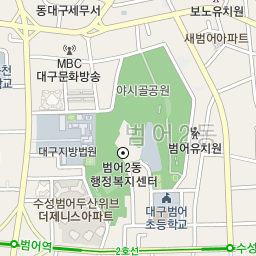 동대구세무서
보노유치원
새범어아파트
MBC
대구문화방송
야시골공원
학교
범어2동
대구지방법원
범어유치원
범어2동
행정복지센터
수성범어두산위브
더제니스아파트
대구범어
초등학교
범어역
2호선
수성